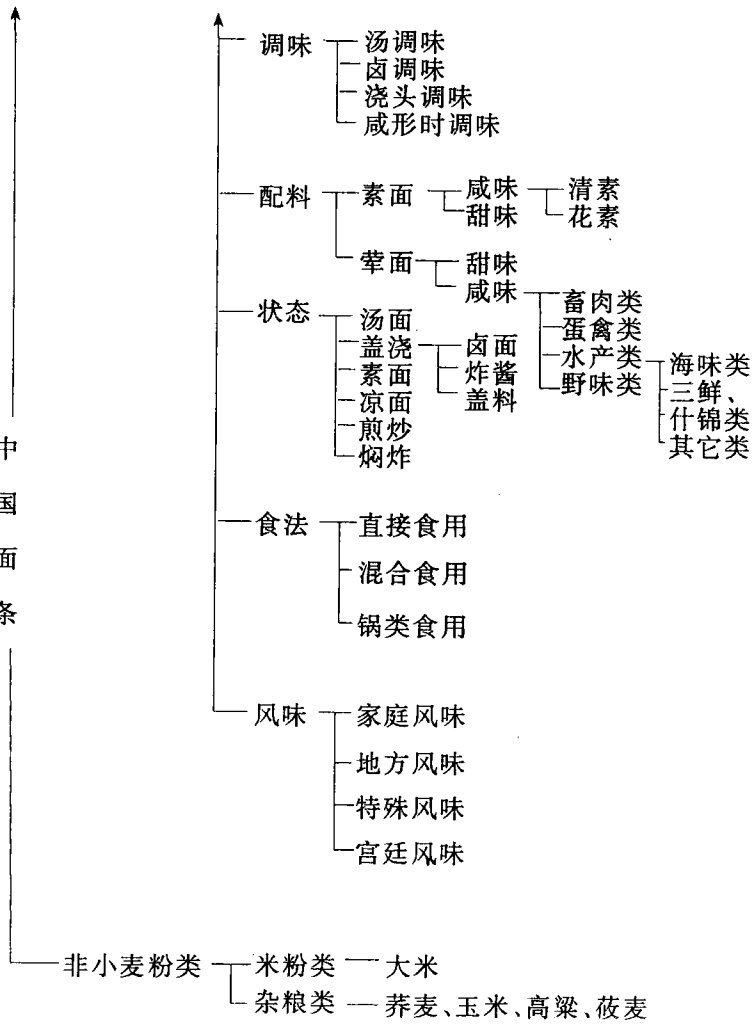 调味 汤调味
卤调味
浇头调味
咸形时调味
配料 素面 咸味 清素
甜味 花素
荤面 甜味
咸味 畜肉类
蛋禽类
水产类 海味类
野味类 三鲜、
什锦类
其它类
状态 汤面
盖浇 卤面
素面 炸酱
凉面 盖料
煎炒
焖炸
中国面条
食法 直接食用
混合食用
锅类食用
风味 家庭风味
地方风味
特殊风味
宫廷风味
非小麦粉类 米粉类 大米
杂粮类 荞麦、玉米、高粱、莜麦